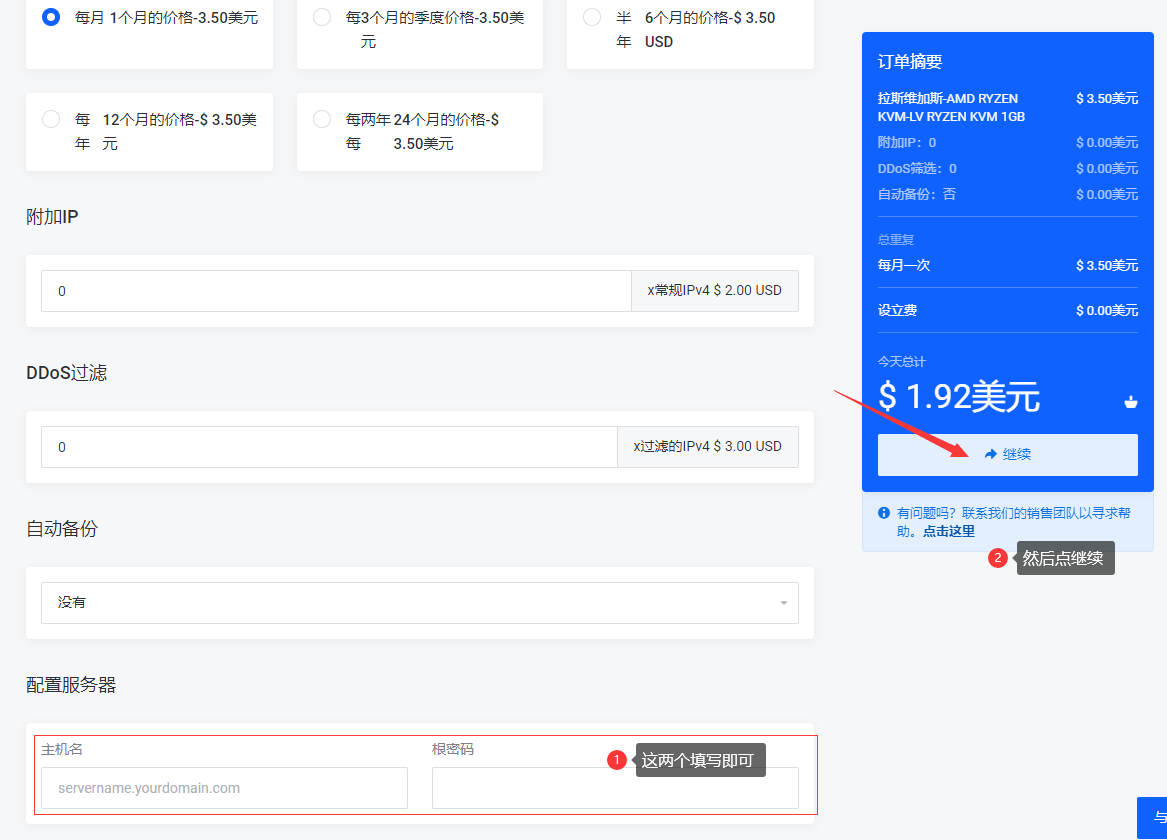 每月 1个月的价格-3.50美元
每3个月的季度价格-3.50美
元
半 6个月的价格-$ 3.50
年 USD
每 12个月的价格-$ 3.50美
年 元
每两年 24个月的价格-$
每 3.50美元
附加IP
0
x常规IPv4 $ 2.00 USD
DDoS过滤
0
x过滤的IPv4 $ 3.00 USD
自动备份
没有
配置服务器
主机名
根密码
1
这两个填写即可
servername.yourdomain.com
订单摘要
拉斯维加斯-AMD RYZEN
KVM-LV RYZEN KVM 1GB
$ 3.50美元
附加IP：0
$ 0.00美元
DDoS筛选：0
$ 0.00美元
自动备份：否
$ 0.00美元
总重复
每月一次
$ 3.50美元
设立费
$ 0.00美元
今天总计
$ 1.92美元
继续
有问题吗？联系我们的销售团队以寻求帮
助。点击这里
2
然后点继续
与